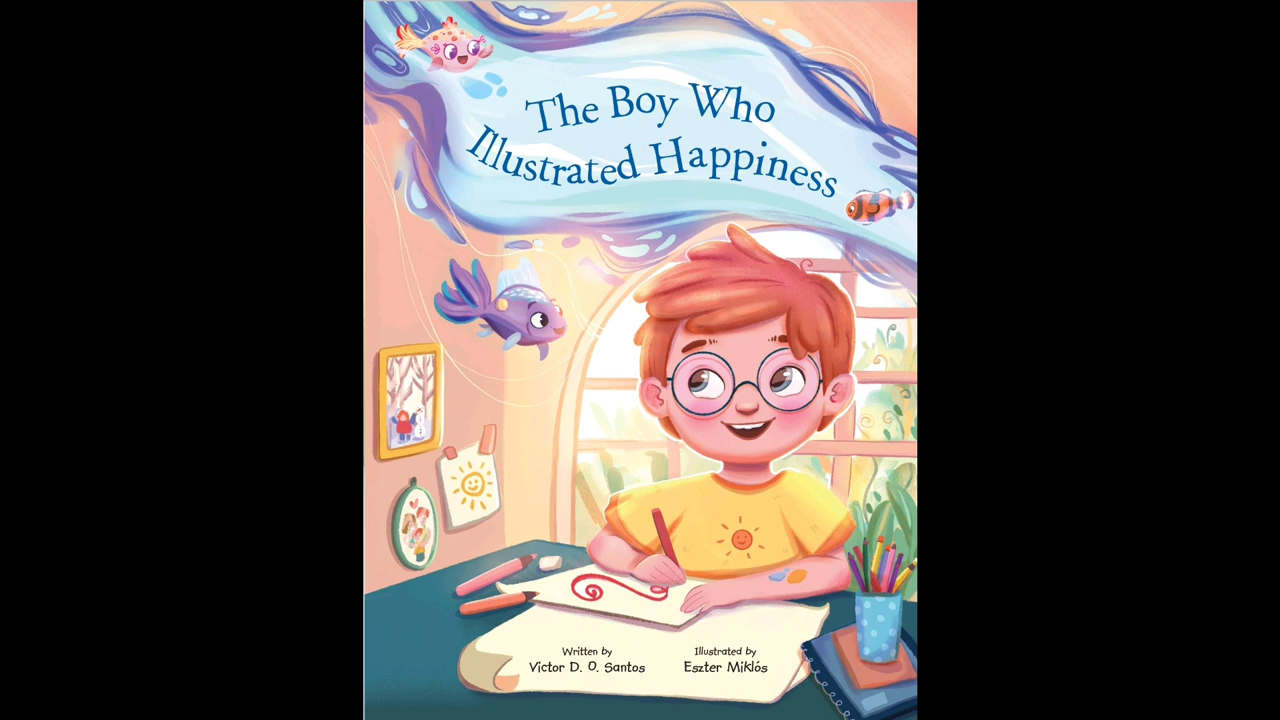 The Boy Who
Illustrated Happiness
Written by
Victor D. O. Santos
Illustrated by
Eszter Miklós